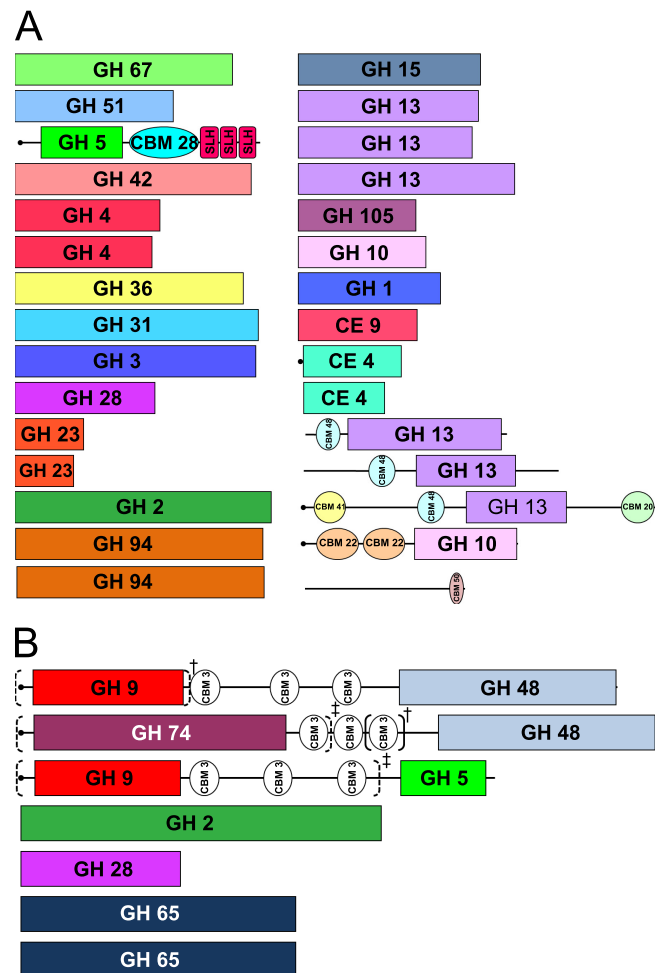 A
GH 67
GH 51
GH 5 CBM 28 SLH SLH SLH
GH 42
GH 4
GH 4
GH 36
GH 31
GH 3
GH 28
GH 23
GH 23
GH 2
GH 94
GH 94
GH 15
GH 13
GH 13
GH 13
GH 105
GH 10
GH 1
CE 9
CE 4
CE 4
CBM 48 GH 13
CBM 48 GH 13
CBM 41 CBM 48 GH 13 CBM 20
CBM 22 CBM 22 GH 10
CBM 50
B
GH 9 † CBM 3 CBM 3 CBM 3 GH 48
GH 74 CBM 3 ‡ CBM 3 CBM 3 † GH 48
GH 9 CBM 3 CBM 3 CBM 3 ‡ GH 5
GH 2
GH 28
GH 65
GH 65